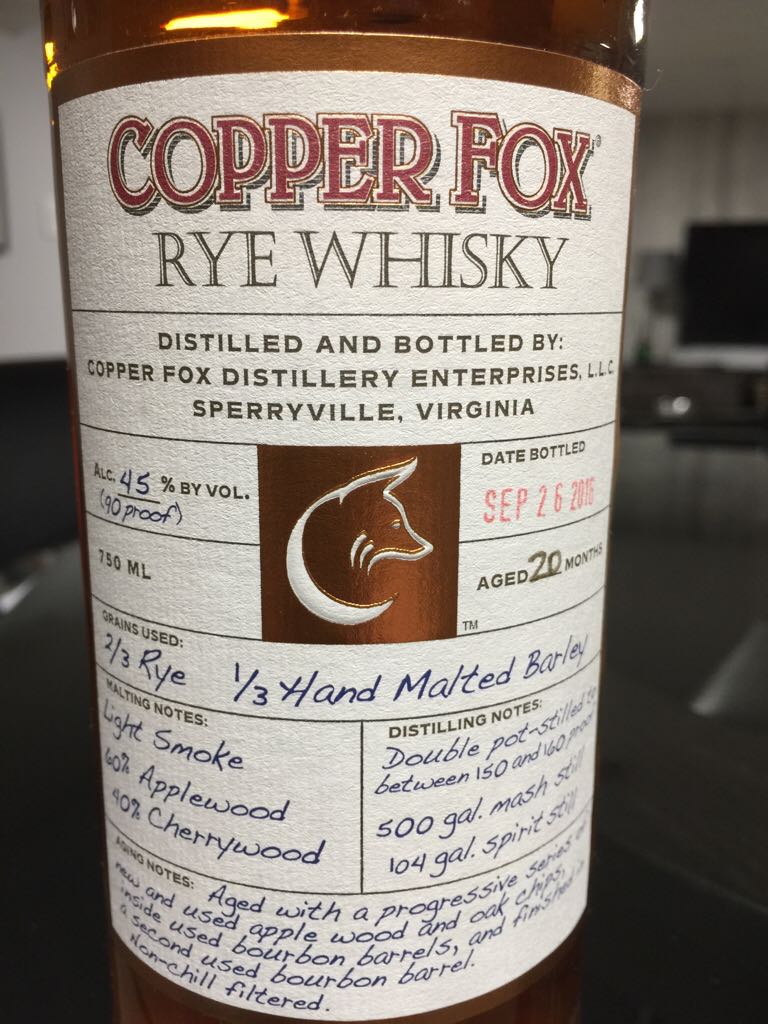 COPPER FOX
RYE WHISKY
DISTILLED AND BOTTLED BY:
COPPER FOX DISTILLERY ENTERPRISES, L.L.C.
SPERRYVILLE, VIRGINIA
ALC. 45 % BY VOL.
(90 proof)
750 ML
DATE BOTTLED
SEP 26 2016
AGED 20 MONTHS
TM
GRAINS USED:
2/3 Rye 1/3 Hand Malted Barley
MALTING NOTES:
Light Smoke
60% Applewood
40% Cherrywood
DISTILLING NOTES:
Double pot-stilled to
between 150 and 160 proof
500 gal. mash still
104 gal. spirit still
AGING NOTES: Aged with a progressive series of
new and used apple wood and oak chips,
inside used bourbon barrels, and finished in
a second used bourbon barrel.
Non-chill filtered.